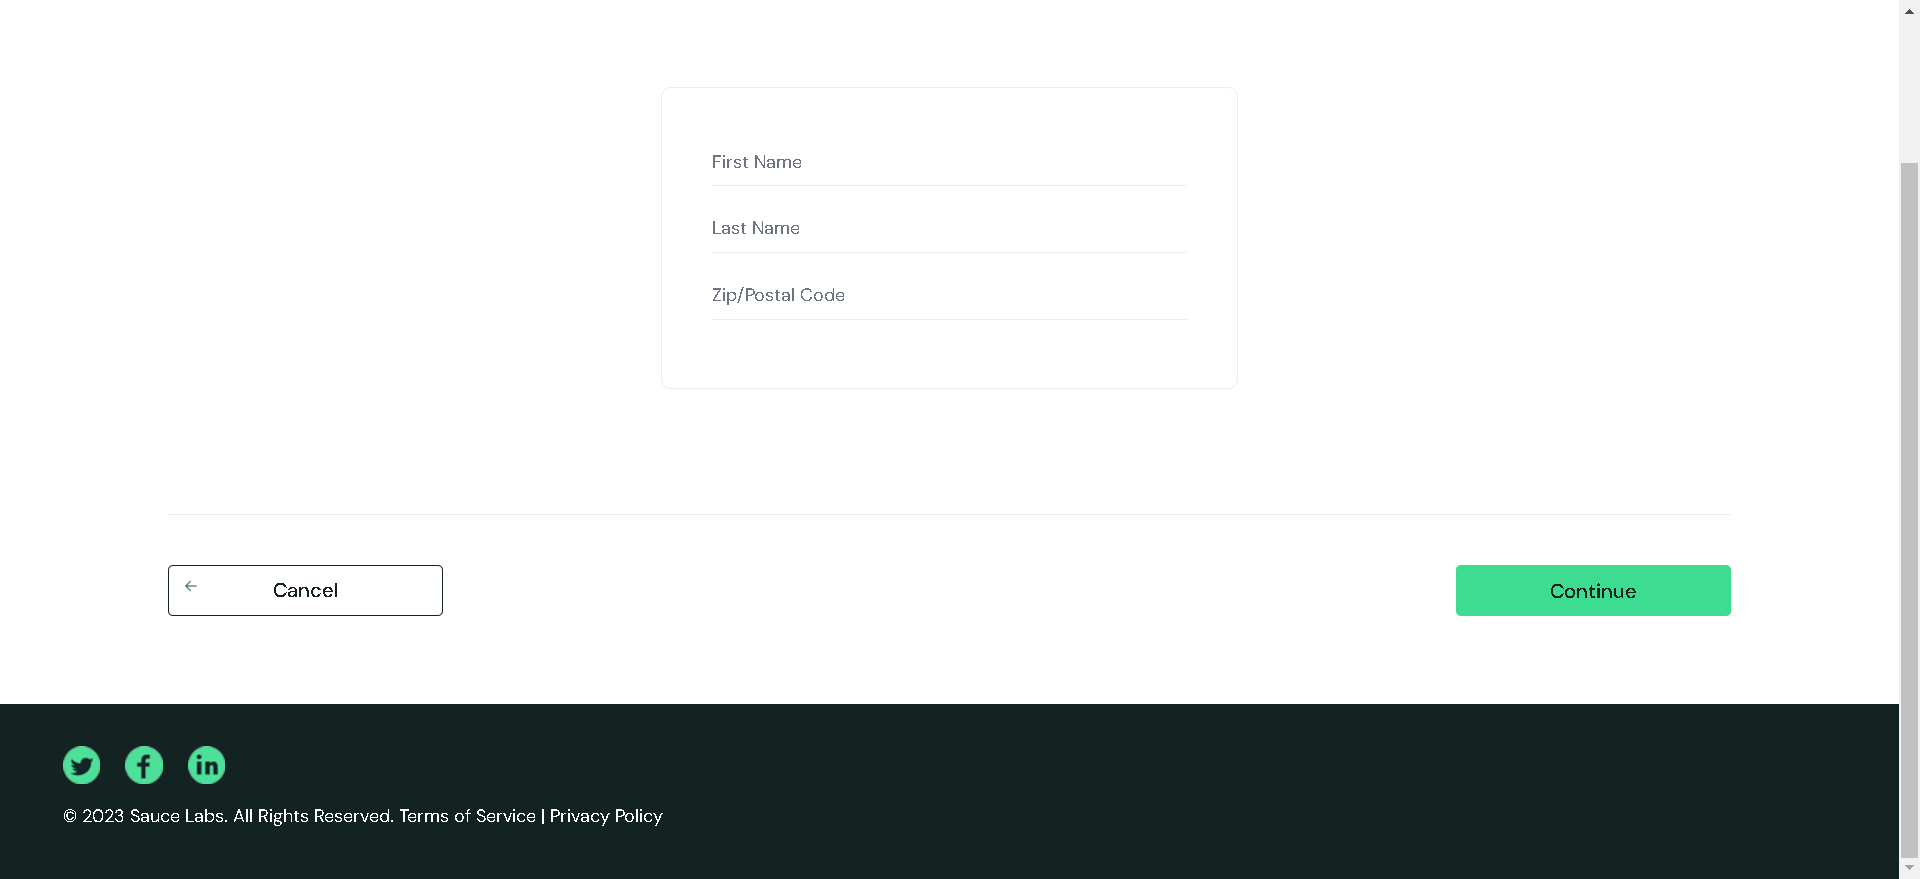 First Name
Last Name
Zip/Postal Code
Cancel
Continue
© 2023 Sauce Labs. All Rights Reserved. Terms of Service | Privacy Policy